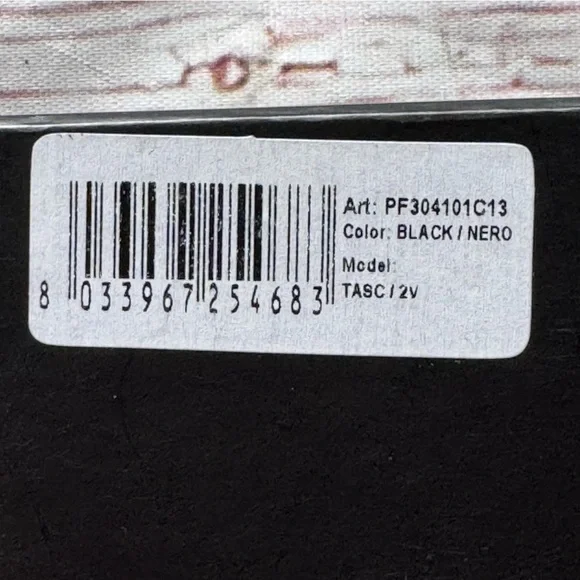 Art: PF304101C13
Color: BLACK / NERO
Model:
TASC / 2V
8 033967 254683